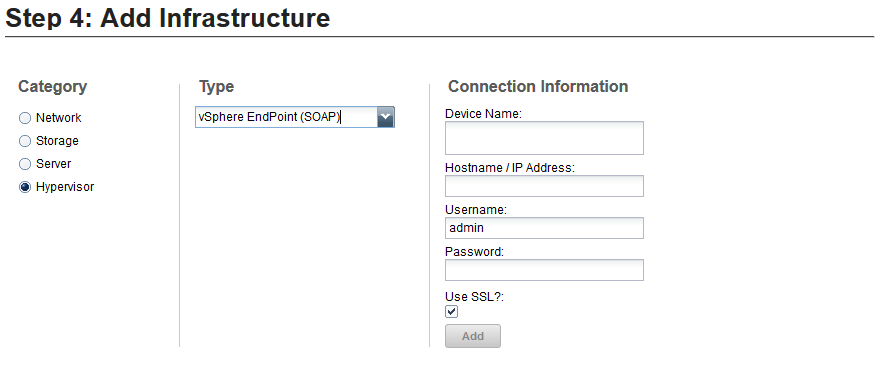 Step 4: Add Infrastructure
Category
Network
Storage
Server
Hypervisor
Type
vSphere EndPoint (SOAP)
Connection Information
Device Name:
Hostname / IP Address:
Username:
admin
Password:
Use SSL?:
Add